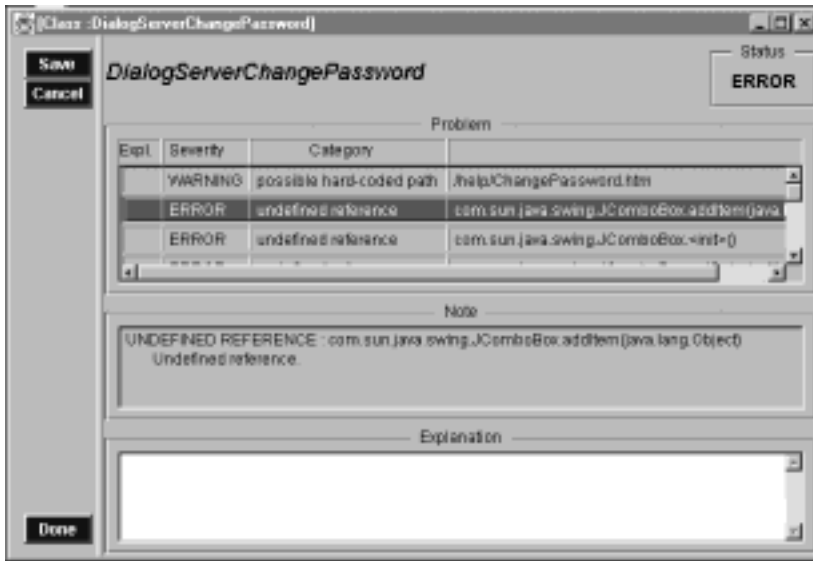 [Class :DialogServerChangePassword]
Save
Cancel
DialogServerChangePassword
Status
ERROR
Problem
Expl. Severity Category
WARNING possible hard-coded path /help/ChangePassword.htm
ERROR undefined reference com.sun.java.swing.JComboBox.addItem(java.
ERROR undefined reference com.sun.java.swing.JComboBox.<init>()
Note
UNDEFINED REFERENCE : com.sun.java.swing.JComboBox.addItem(java.lang.Object)
Undefined reference.
Explanation
Done